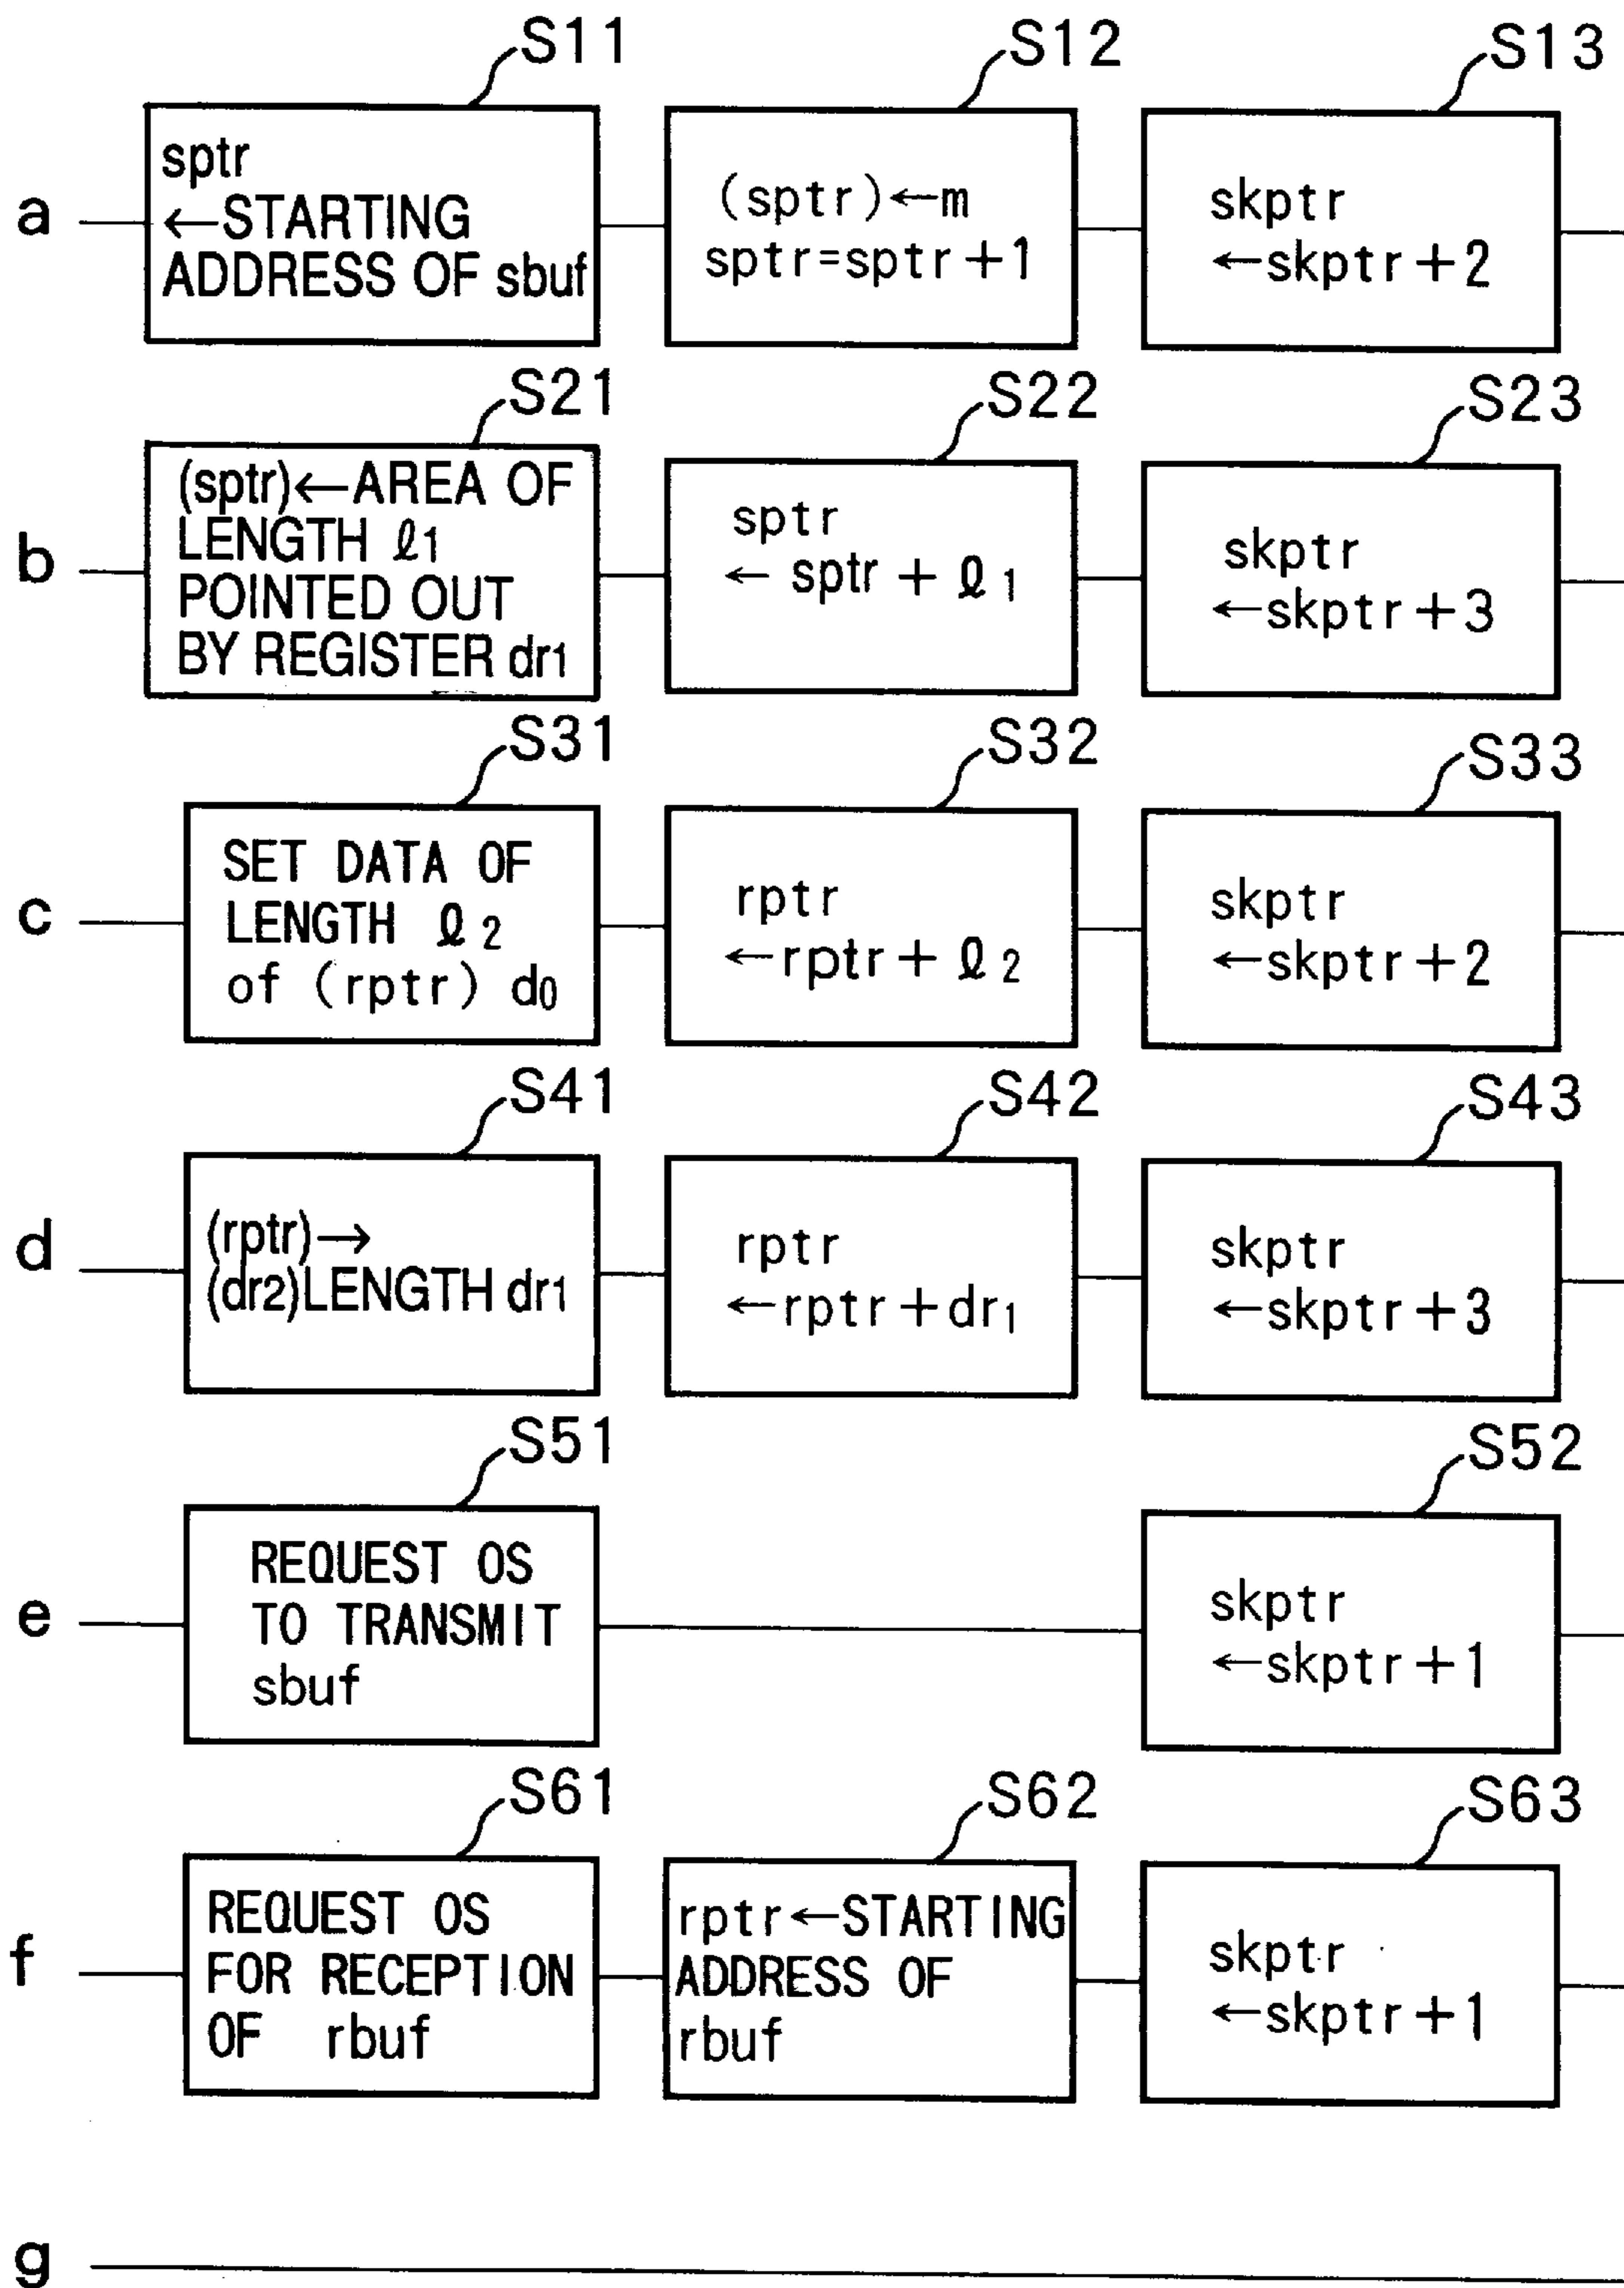 S11
S12
S13
a
sptr
←STARTING
ADDRESS OF sbuf
(sptr)←m
sptr=sptr+1
skptr
←skptr+2
S21
S22
S23
b
(sptr)←AREA OF
LENGTH ℓ1
POINTED OUT
BY REGISTER dr1
sptr
← sptr + ℓ1
skptr
←skptr+3
S31
S32
S33
c
SET DATA OF
LENGTH ℓ2
of (rptr) d0
rptr
←rptr+ ℓ2
skptr
←skptr+2
S41
S42
S43
d
(rptr)→
(dr2)LENGTH dr1
rptr
←rptr+dr1
skptr
←skptr+3
S51
S52
e
REQUEST OS
TO TRANSMIT
sbuf
skptr
←skptr+1
S61
S62
S63
f
REQUEST OS
FOR RECEPTION
OF rbuf
rptr←STARTING
ADDRESS OF
rbuf
skptr
←skptr+1
g